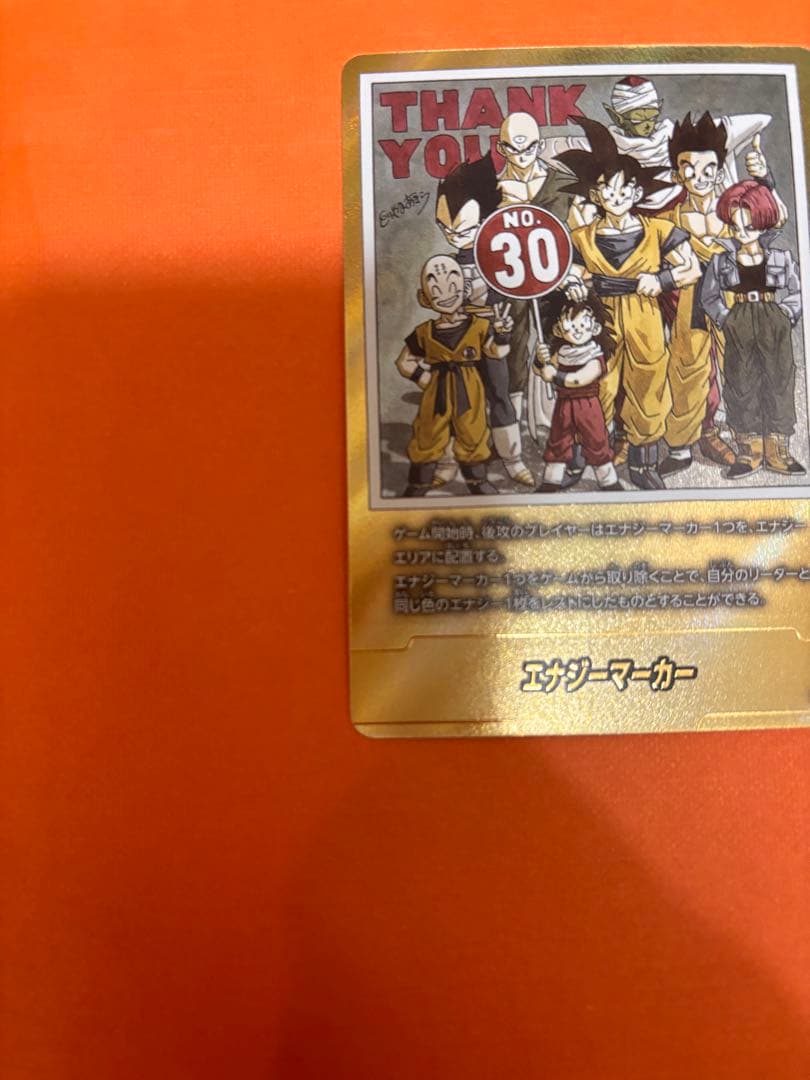 THANK
YOU
NO.
30
ゲーム開始時、後攻のプレイヤーはエナジーマーカー1つを、エナジー
エリアに配置する。
エナジーマーカー1つをゲームから取り除くことで、自分のリーダーと
同じ色のエナジー1枚をレストにしたものとすることができる。
エナジーマーカー